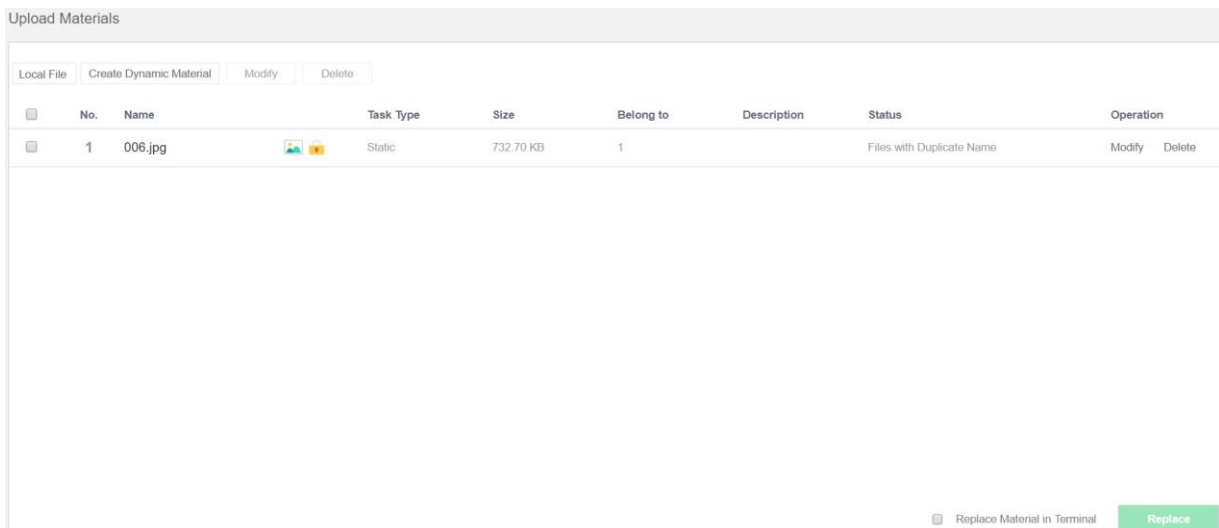 Upload Materials
Local File Create Dynamic Material Modify Delete
No. Name Task Type Size Belong to Description Status Operation
1 006.jpg Static 732.70 KB 1 Files with Duplicate Name Modify Delete
Replace Material in Terminal Replace